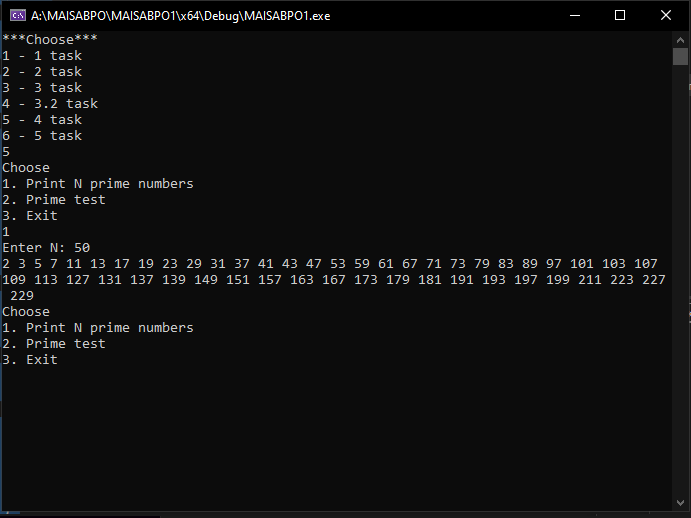 A:\MAISABPO\MAISABPO1\x64\Debug\MAISABPO1.exe
***Choose***
1 - 1 task
2 - 2 task
3 - 3 task
4 - 3.2 task
5 - 4 task
6 - 5 task
5
Choose
1. Print N prime numbers
2. Prime test
3. Exit
1
Enter N: 50
2 3 5 7 11 13 17 19 23 29 31 37 41 43 47 53 59 61 67 71 73 79 83 89 97 101 103 107
109 113 127 131 137 139 149 151 157 163 167 173 179 181 191 193 197 199 211 223 227
229
Choose
1. Print N prime numbers
2. Prime test
3. Exit